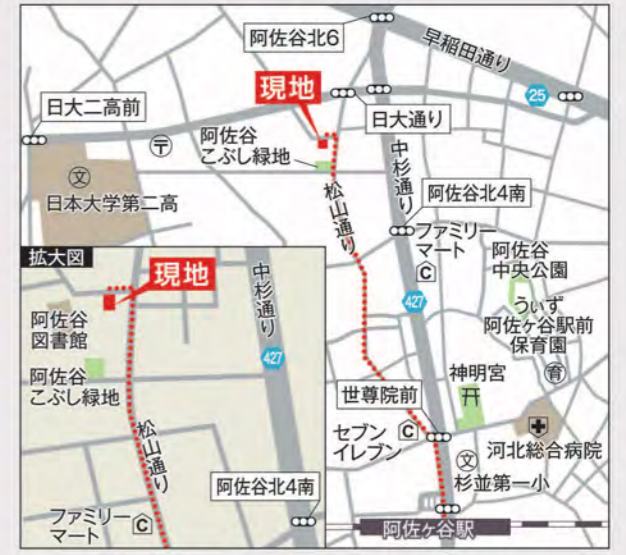 阿佐谷北6
早稲田通り
25
現地
日大二高前
日大通り
〒
阿佐谷
こぶし緑地
文
日本大学第二高
中杉通り
松山通り
阿佐谷北4南
ファミリー
マート
C
阿佐谷
中央公園
427
うぃず
阿佐ヶ谷駅前
保育園
育
神明宮
世尊院前
セブン
イレブン
C
河北総合病院
文
杉並第一小
阿佐ヶ谷駅
拡大図
現地
中杉通り
阿佐谷
図書館
427
阿佐谷
こぶし緑地
松山通り
阿佐谷北4南
ファミリー
マート
C